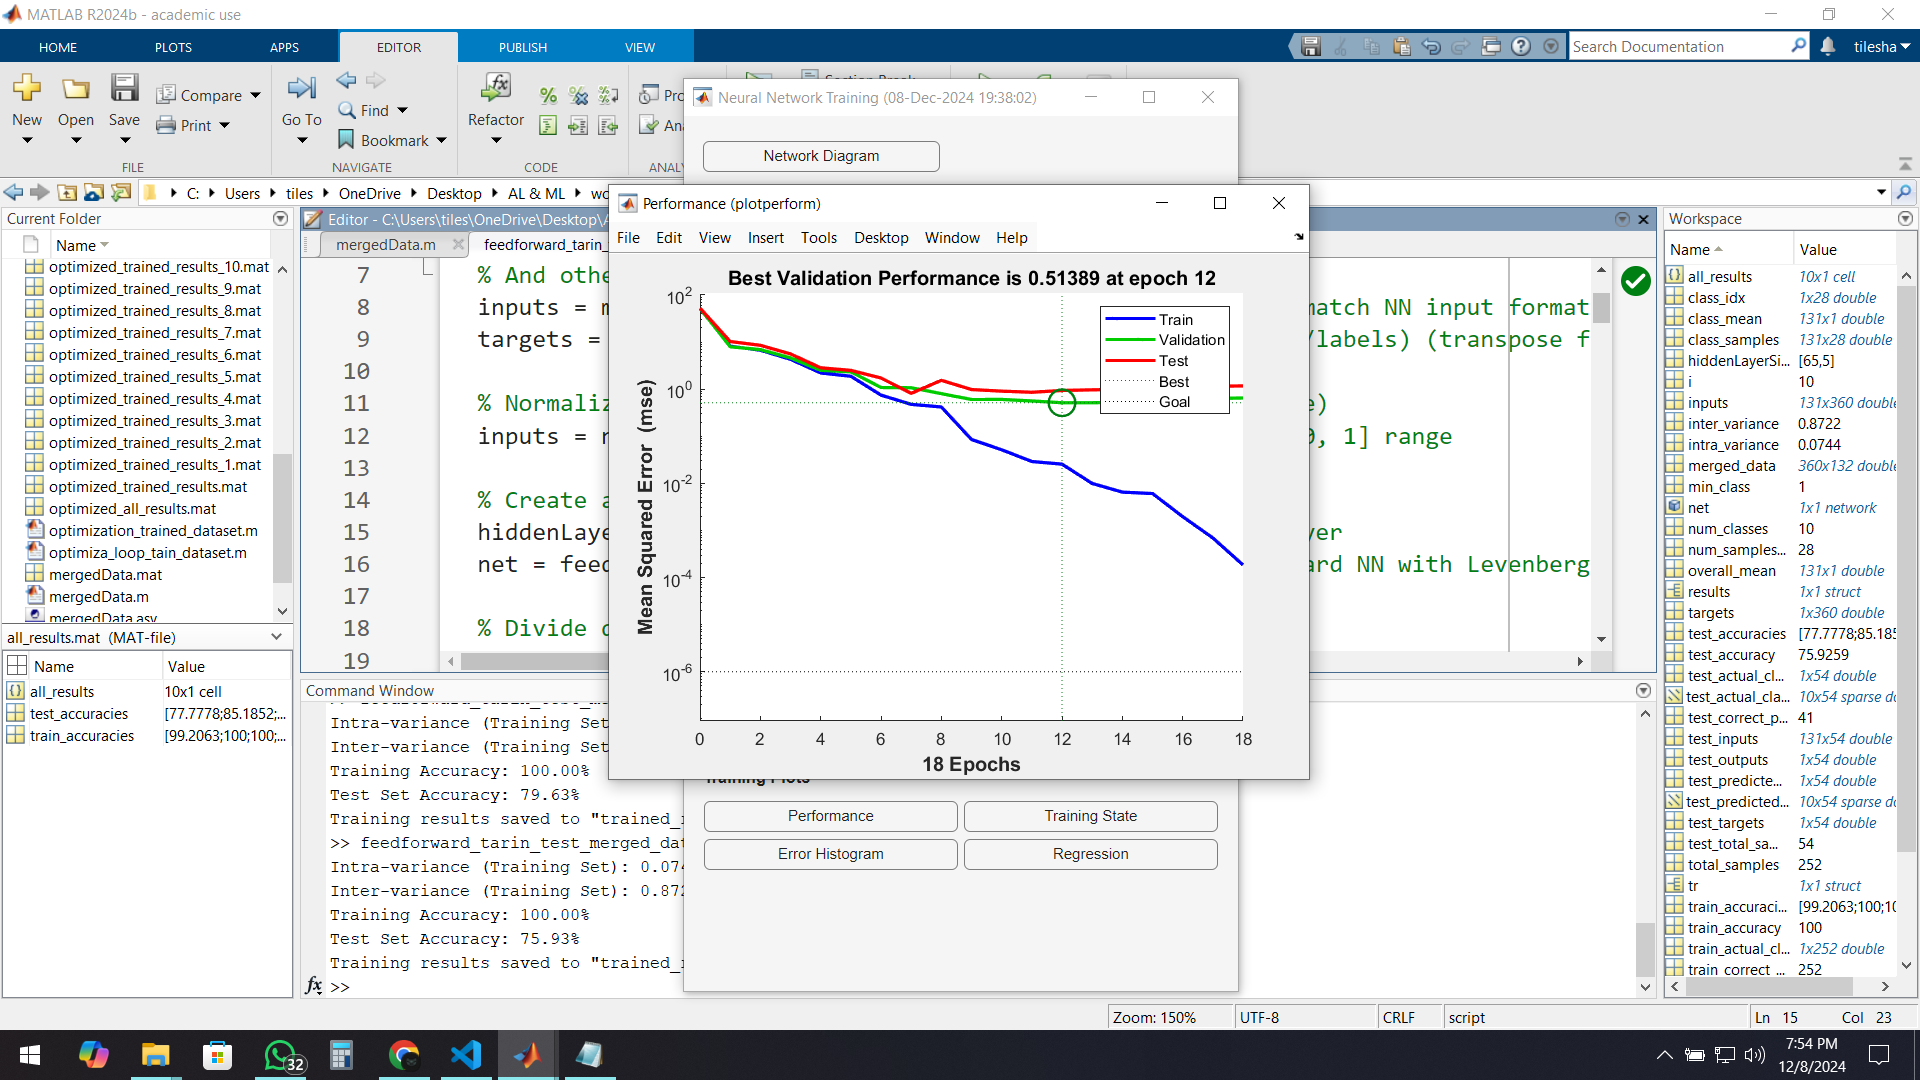 MATLAB R2024b - academic use
HOME PLOTS APPS EDITOR PUBLISH VIEW
Search Documentation
tilesha
New Open Save Compare Print
FILE
Go To Find Bookmark
NAVIGATE
Refactor
CODE
Neural Network Training (08-Dec-2024 19:38:02)
Network Diagram
C: Users tiles OneDrive Desktop AL & ML
Current Folder
Name
optimized_trained_results_10.mat
optimized_trained_results_9.mat
optimized_trained_results_8.mat
optimized_trained_results_7.mat
optimized_trained_results_6.mat
optimized_trained_results_5.mat
optimized_trained_results_4.mat
optimized_trained_results_3.mat
optimized_trained_results_2.mat
optimized_trained_results_1.mat
optimized_trained_results.mat
optimized_all_results.mat
optimization_trained_dataset.m
optimiza_loop_tain_dataset.m
mergedData.mat
mergedData.m
mergedData.asv
all_results.mat (MAT-file)
Name Value
all_results 10x1 cell
test_accuracies [77.7778;85.1852;...
train_accuracies [99.2063;100;100;...
Editor - C:\Users\tiles\OneDrive\Desktop\A
mergedData.m feedforward_tarin_
7 % And othe
8 inputs = m match NN input format
9 targets = /labels) (transpose f
10
11 % Normaliz e)
12 inputs = n 0, 1] range
13
14 % Create a
15 hiddenLaye yer
16 net = feed ard NN with Levenberg
17
18 % Divide d
19
Performance (plotperform)
File Edit View Insert Tools Desktop Window Help
Best Validation Performance is 0.51389 at epoch 12
Mean Squared Error (mse)
10^2
10^0
10^-2
10^-4
10^-6
Train
Validation
Test
Best
Goal
0 2 4 6 8 10 12 14 16 18
18 Epochs
Training Plots
Performance Training State
Error Histogram Regression
Command Window
Intra-variance (Training Set
Inter-variance (Training Set
Training Accuracy: 100.00%
Test Set Accuracy: 79.63%
Training results saved to "trained_r
>> feedforward_tarin_test_merged_dat
Intra-variance (Training Set): 0.074
Inter-variance (Training Set): 0.872
Training Accuracy: 100.00%
Test Set Accuracy: 75.93%
Training results saved to "trained_r
fx >>
Workspace
Name Value
all_results 10x1 cell
class_idx 1x28 double
class_mean 131x1 double
class_samples 131x28 double
hiddenLayerSi... [65,5]
i 10
inputs 131x360 double
inter_variance 0.8722
intra_variance 0.0744
merged_data 360x132 double
min_class 1
net 1x1 network
num_classes 10
num_samples... 28
overall_mean 131x1 double
results 1x1 struct
targets 1x360 double
test_accuracies [77.7778;85.185
test_accuracy 75.9259
test_actual_cl... 1x54 double
test_actual_cla... 10x54 sparse do
test_correct_p... 41
test_inputs 131x54 double
test_outputs 1x54 double
test_predicte... 1x54 double
test_predicted... 10x54 sparse do
test_targets 1x54 double
test_total_sa... 54
total_samples 252
tr 1x1 struct
train_accuraci... [99.2063;100;10
train_accuracy 100
train_actual_cl... 1x252 double
train_correct_... 252
Zoom: 150% UTF-8 CRLF script Ln 15 Col 23
32
7:54 PM
12/8/2024